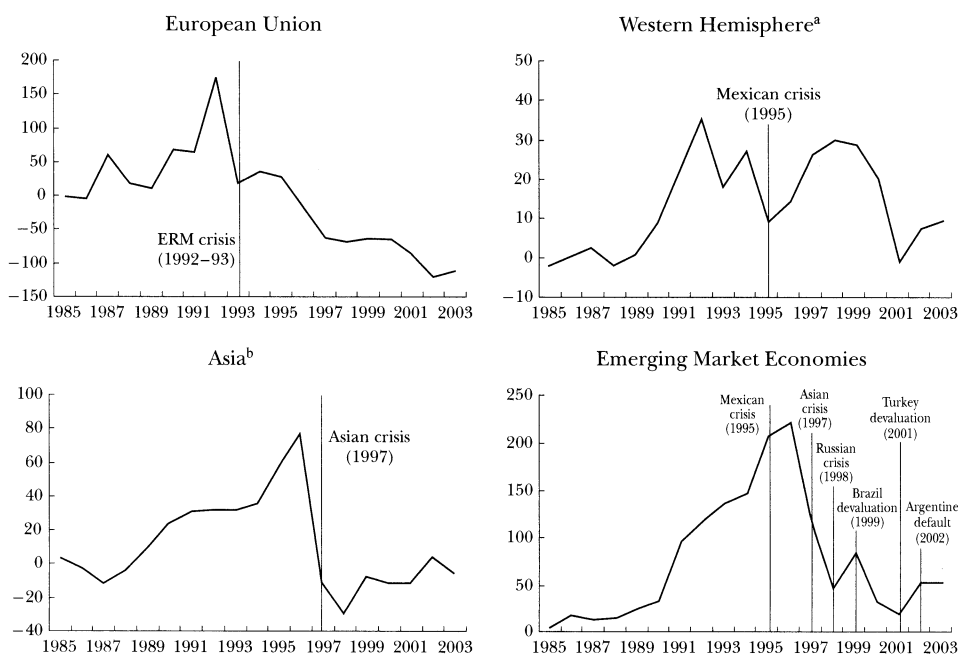 European Union
200
150
100
50
0
−50
−100
−150
ERM crisis
(1992–93)
1985 1987 1989 1991 1993 1995 1997 1999 2001 2003
Western Hemisphereᵃ
50
40
30
20
10
0
−10
Mexican crisis
(1995)
1985 1987 1989 1991 1993 1995 1997 1999 2001 2003
Asiaᵇ
100
80
60
40
20
0
−20
−40
Asian crisis
(1997)
1985 1987 1989 1991 1993 1995 1997 1999 2001 2003
Emerging Market Economies
250
200
150
100
50
0
Mexican
crisis
(1995)
Asian
crisis
(1997)
Russian
crisis
(1998)
Brazil
devaluation
(1999)
Turkey
devaluation
(2001)
Argentine
default
(2002)
1985 1987 1989 1991 1993 1995 1997 1999 2001 2003